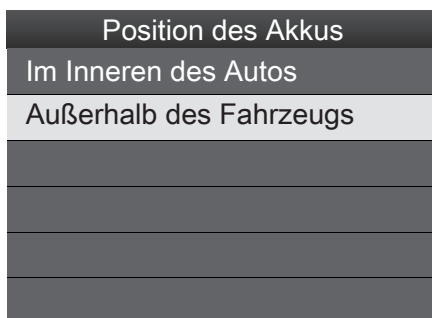 Position des Akkus
Im Inneren des Autos
Außerhalb des Fahrzeugs